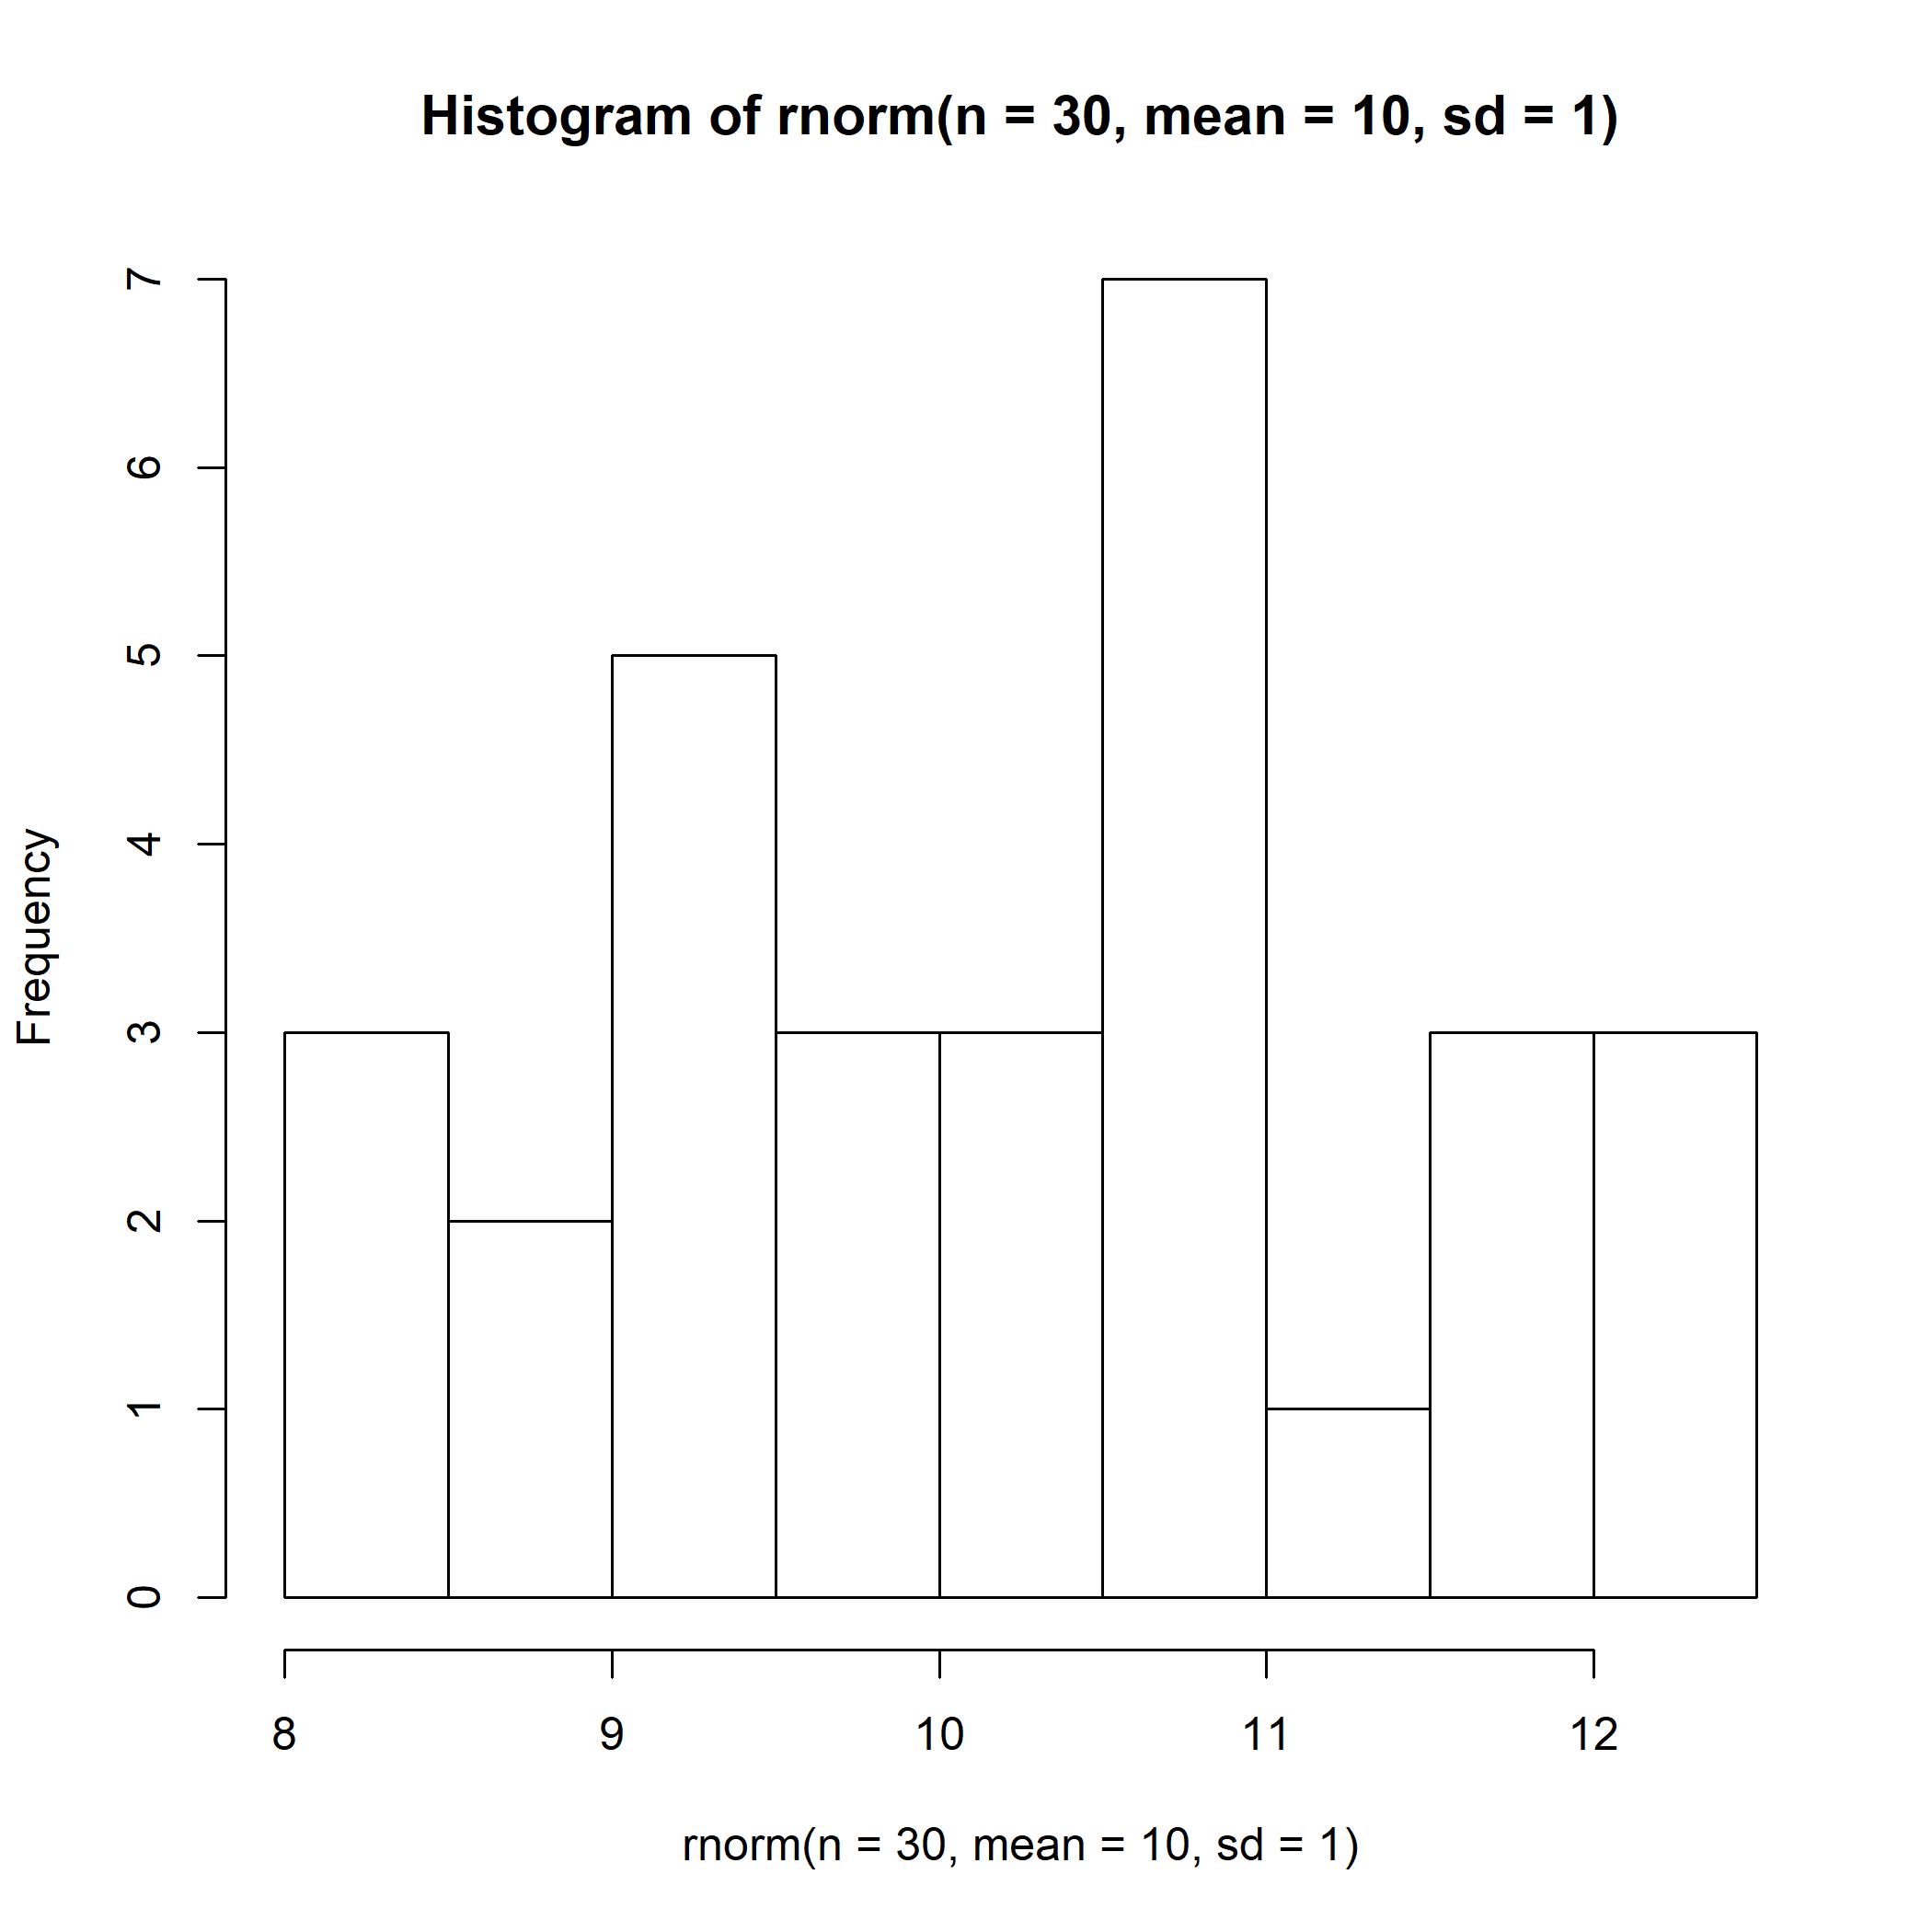 Histogram of rnorm(n = 30, mean = 10, sd = 1)
7
6
5
4
3
2
1
0
Frequency
8 9 10 11 12
rnorm(n = 30, mean = 10, sd = 1)